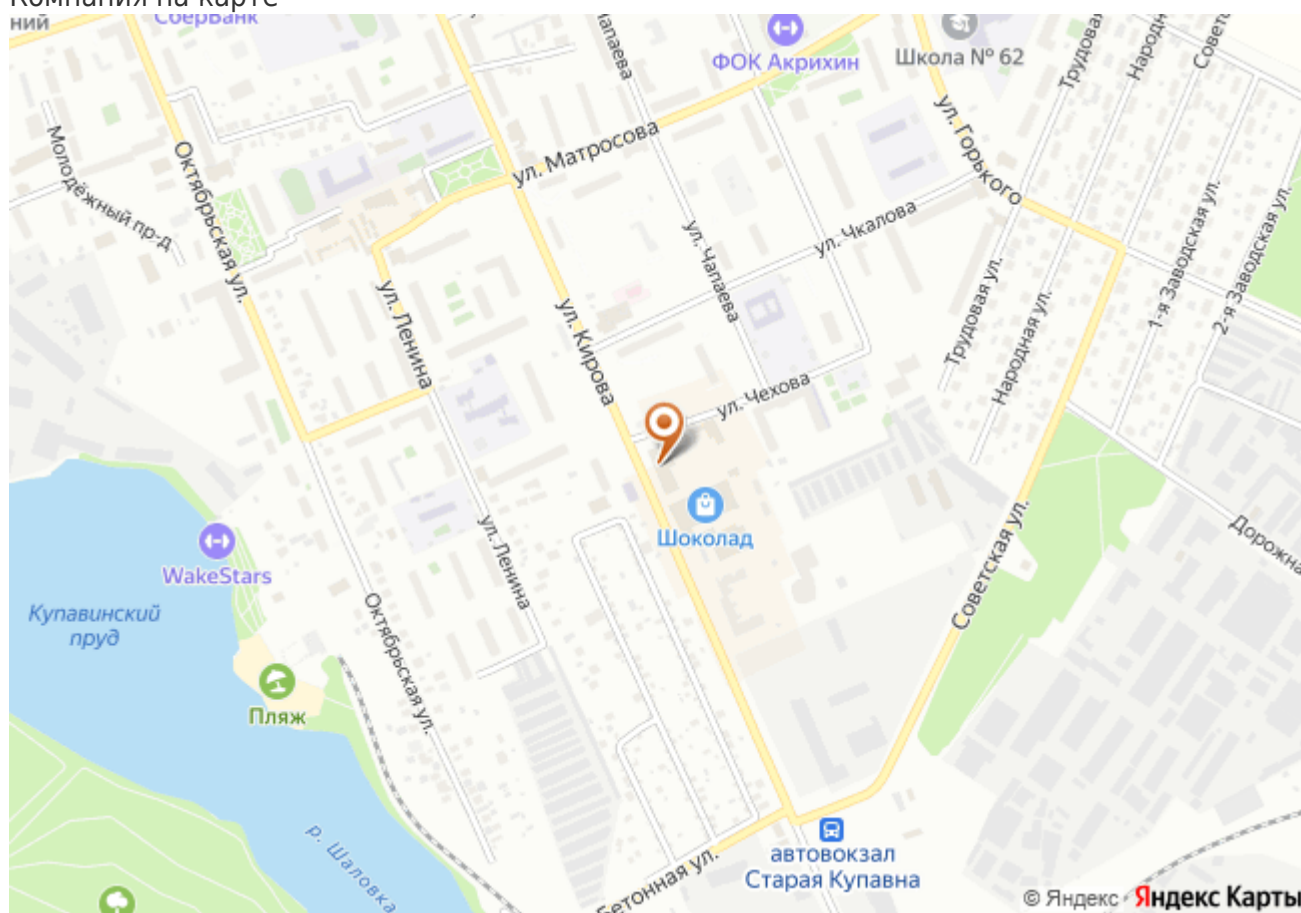 Компания на карте
ний
СберБанк
Чапаева
ФОК Акрихин
Школа № 62
Трудовая
Народн
Советс
Молодёжный пр-д
Октябрьская ул.
ул. Матросова
ул. Горького
ул. Чапаева
ул. Чкалова
1-я Заводская ул.
2-я Заводская ул.
Трудовая ул.
Народная ул.
ул. Ленина
ул. Кирова
ул. Чехова
Шоколад
WakeStars
ул. Ленина
Советская ул.
Дорожна
Купавинский
пруд
Октябрьская ул.
Пляж
р. Шаловка
Бетонная ул.
автовокзал
Старая Купавна
© Яндекс Яндекс Карты